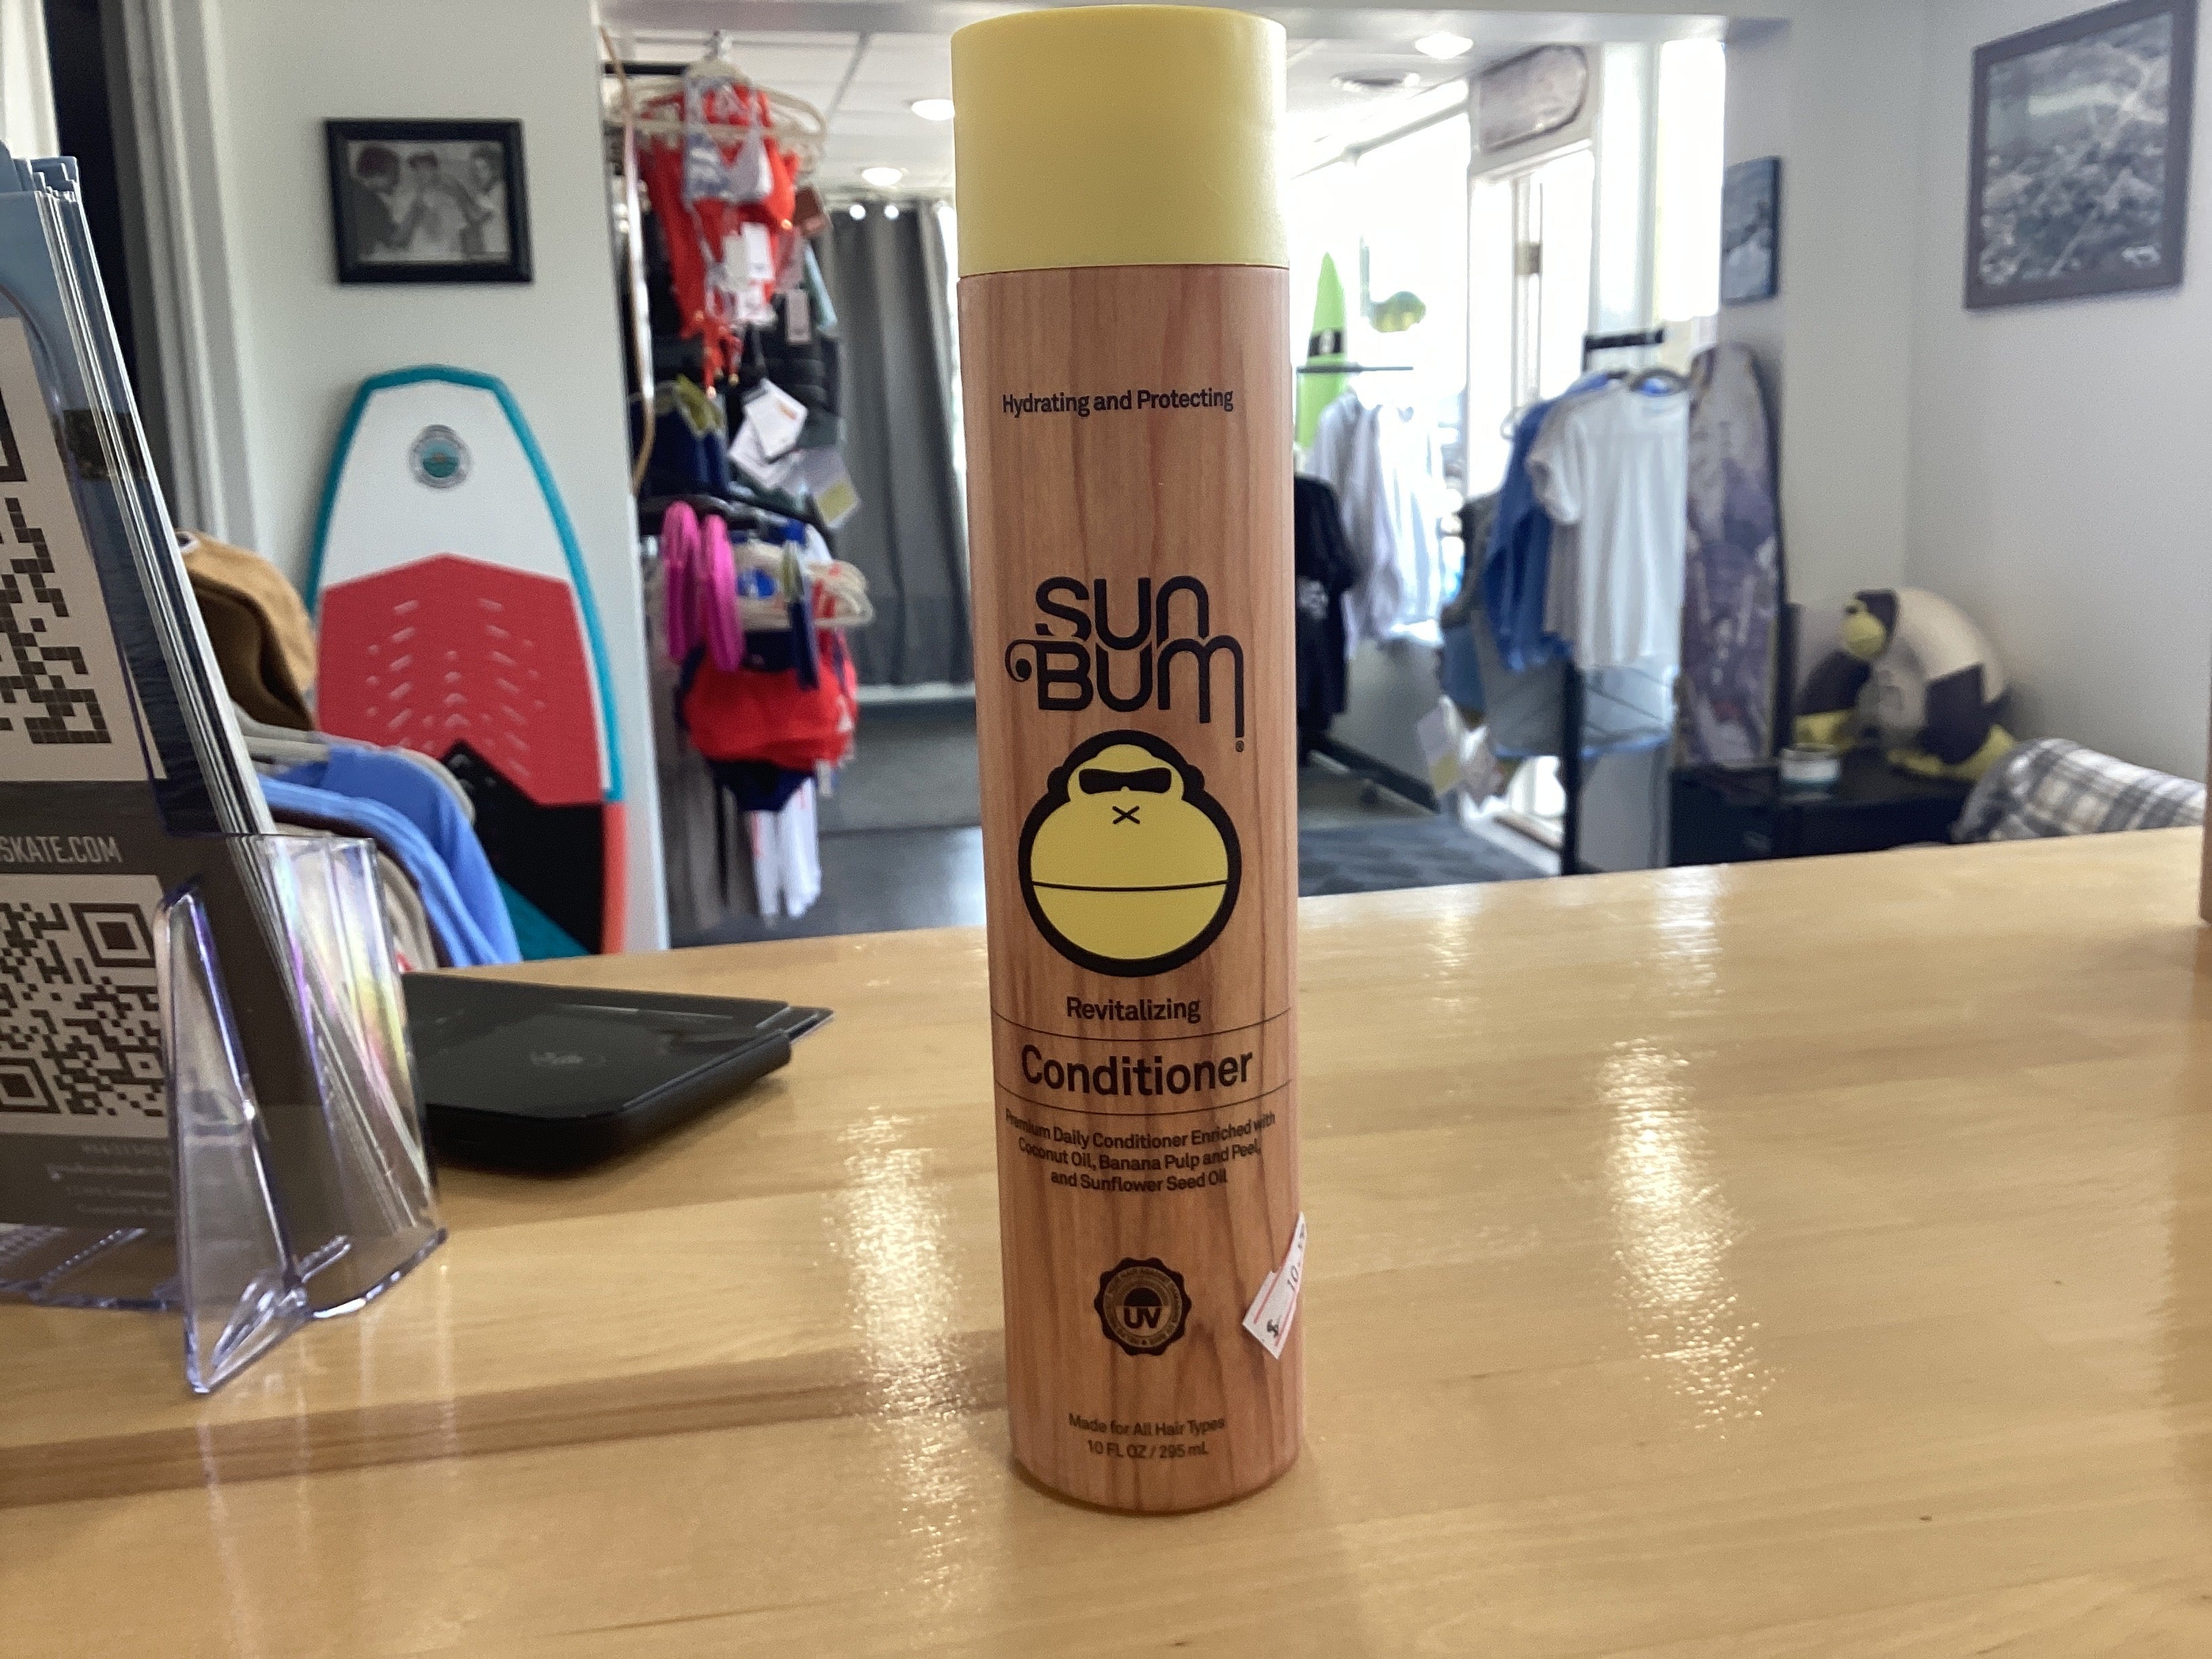 Hydrating and Protecting
SUN
BUM
®
Revitalizing
Conditioner
Premium Daily Conditioner Enriched with
Coconut Oil, Banana Pulp and Peel,
and Sunflower Seed Oil
UV
Made for All Hair Types
10 FL OZ / 295 mL
SKATE.COM